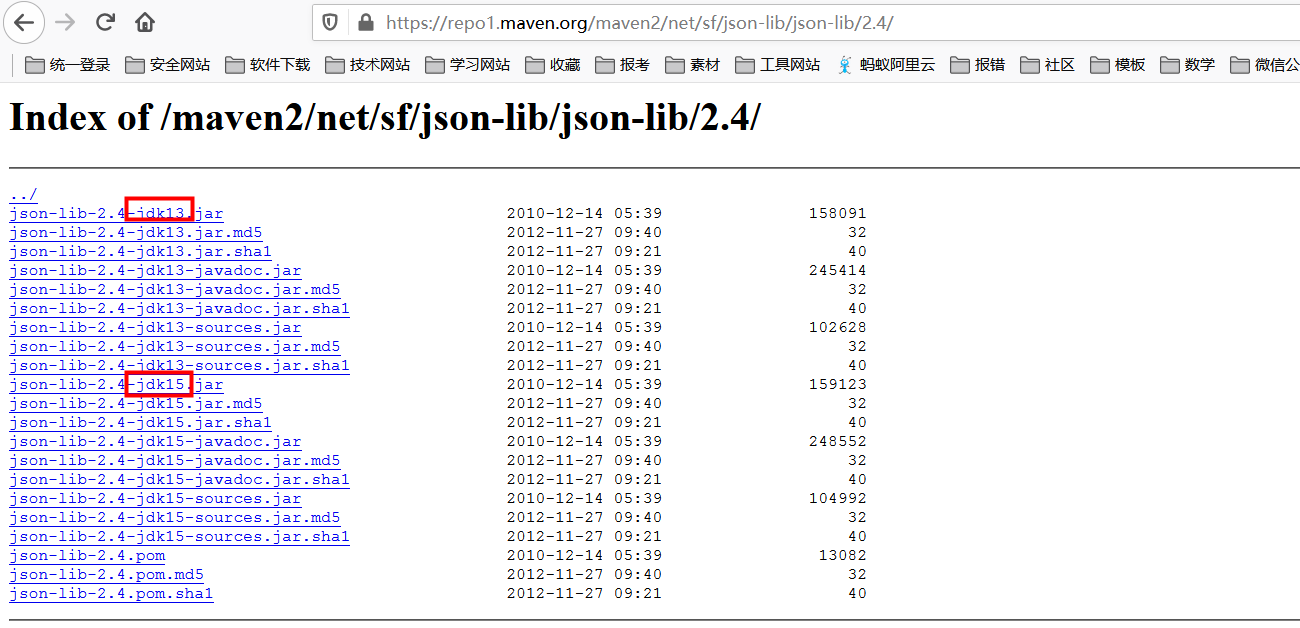 https://repo1.maven.org/maven2/net/sf/json-lib/json-lib/2.4/
统一登录 安全网站 软件下载 技术网站 学习网站 收藏 报考 素材 工具网站 蚂蚁阿里云 报错 社区 模板 数学 微信公
Index of /maven2/net/sf/json-lib/json-lib/2.4/
../
json-lib-2.4-jdk13.jar 2010-12-14 05:39 158091
json-lib-2.4-jdk13.jar.md5 2012-11-27 09:40 32
json-lib-2.4-jdk13.jar.sha1 2012-11-27 09:21 40
json-lib-2.4-jdk13-javadoc.jar 2010-12-14 05:39 245414
json-lib-2.4-jdk13-javadoc.jar.md5 2012-11-27 09:40 32
json-lib-2.4-jdk13-javadoc.jar.sha1 2012-11-27 09:21 40
json-lib-2.4-jdk13-sources.jar 2010-12-14 05:39 102628
json-lib-2.4-jdk13-sources.jar.md5 2012-11-27 09:40 32
json-lib-2.4-jdk13-sources.jar.sha1 2012-11-27 09:21 40
json-lib-2.4-jdk15.jar 2010-12-14 05:39 159123
json-lib-2.4-jdk15.jar.md5 2012-11-27 09:40 32
json-lib-2.4-jdk15.jar.sha1 2012-11-27 09:21 40
json-lib-2.4-jdk15-javadoc.jar 2010-12-14 05:39 248552
json-lib-2.4-jdk15-javadoc.jar.md5 2012-11-27 09:40 32
json-lib-2.4-jdk15-javadoc.jar.sha1 2012-11-27 09:21 40
json-lib-2.4-jdk15-sources.jar 2010-12-14 05:39 104992
json-lib-2.4-jdk15-sources.jar.md5 2012-11-27 09:40 32
json-lib-2.4-jdk15-sources.jar.sha1 2012-11-27 09:21 40
json-lib-2.4.pom 2010-12-14 05:39 13082
json-lib-2.4.pom.md5 2012-11-27 09:40 32
json-lib-2.4.pom.sha1 2012-11-27 09:21 40